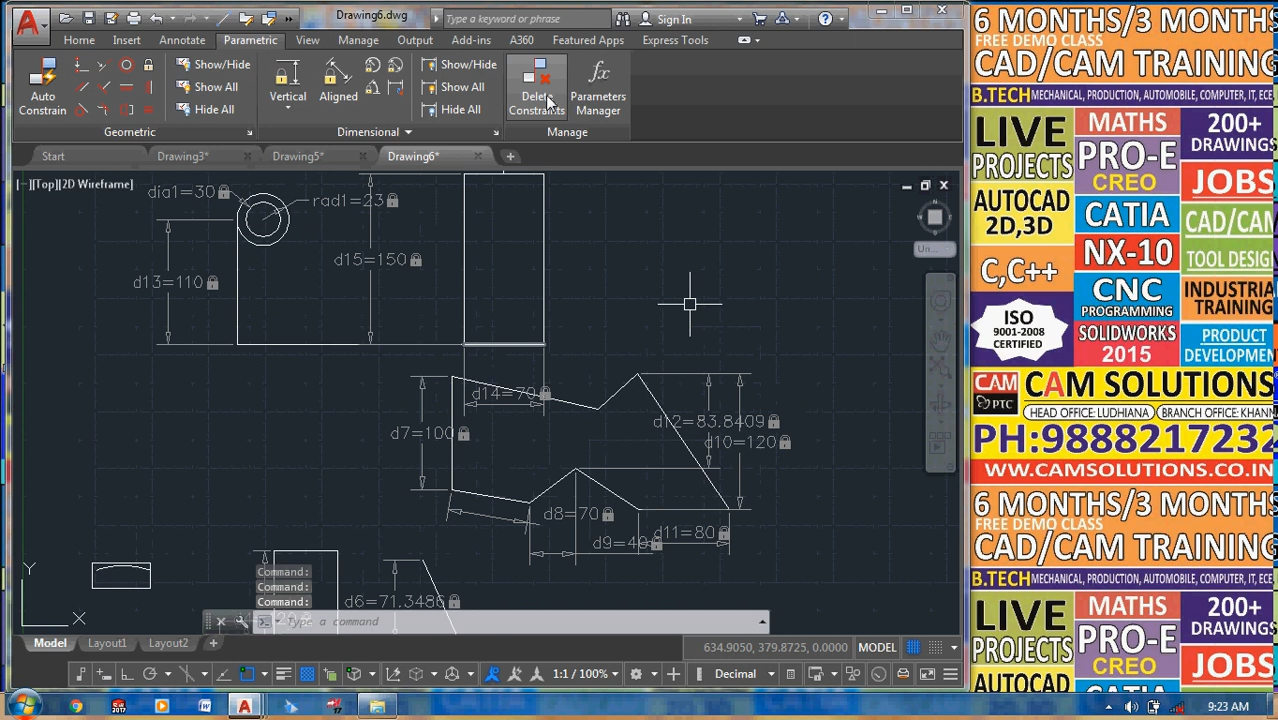 Drawing6.dwg
Type a keyword or phrase
Sign In
Home
Insert
Annotate
Parametric
View
Manage
Output
Add-ins
A360
Featured Apps
Express Tools
Auto
Constrain
Show/Hide
Show All
Hide All
Geometric
Vertical
Aligned
Show/Hide
Show All
Hide All
Dimensional
Delete
Constraints
Parameters
Manager
Manage
Start
Drawing3*
Drawing5*
Drawing6*
[−][Top][2D Wireframe]
N
Un...
dia1=30
rad1=23
d15=150
d13=110
d14=70
d12=83.8409
d7=100
d10=120
d8=70
d11=80
d6=71.3486
Y
X
Command:
Command:
Command:
Type a command
Model
Layout1
Layout2
634.9050, 379.8725, 0.0000
MODEL
1:1 / 100%
Decimal
9:23 AM
6 MONTHS/3 MONTHS
FREE DEMO CLASS
CAD/CAM TRAINING
B.TECH MECHANICAL, PRODUCTION, AUTOMOBILE, COMPUTER, IT, ECE
LIVE
PROJECTS
MATHS
PRO-E
CREO
200+
DRAWINGS
JOBS
AUTOCAD
2D,3D
CATIA
CAD/CAM
NX-10
TOOL DESIGN
C,C++
CNC
PROGRAMMING
INDUSTRIAL
TRAINING
ISO
9001-2008
CERTIFIED
SOLIDWORKS
2015
PRODUCT
DEVELOPMENT
CAM
PTC
CAM SOLUTIONS
HEAD OFFICE: LUDHIANA
BRANCH OFFICE: KHANN
PH:9888217232
WW.CAMSOLUTIONS.CO.IN
6 MONTHS/3 MONTHS
FREE DEMO CLASS
CAD/CAM TRAINING
B.TECH MECHANICAL, PRODUCTION, AUTOMOBILE, COMPUTER, IT, ECE
LIVE
PROJECTS
MATHS
PRO-E
CREO
200+
DRAWINGS
JOBS
AUTOCAD